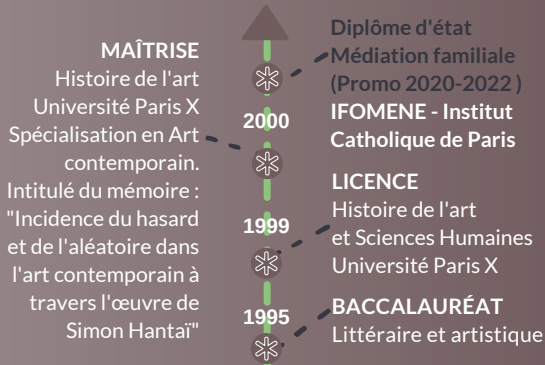 MAÎTRISE
Histoire de l'art
Université Paris X
Spécialisation en Art
contemporain.
Intitulé du mémoire :
"Incidence du hasard
et de l'aléatoire dans
l'art contemporain à
travers l'œuvre de
Simon Hantaï"
2000
1999
1995
Diplôme d'état
Médiation familiale
(Promo 2020-2022 )
IFOMENE - Institut
Catholique de Paris
LICENCE
Histoire de l'art
et Sciences Humaines
Université Paris X
BACCALAURÉAT
Littéraire et artistique